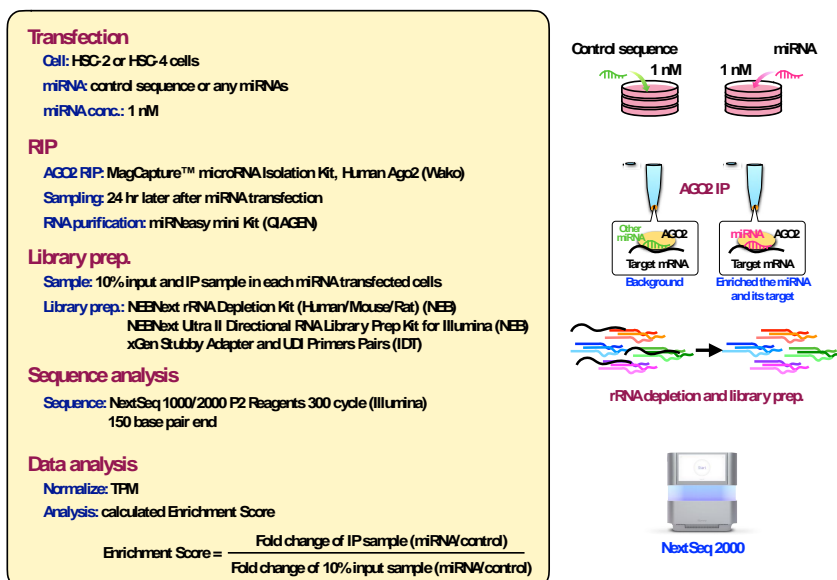 Transfection
Cell: HSC-2 or HSC-4 cells
miRNA: control sequence or any miRNAs
miRNA conc.: 1 nM
RIP
AGO2 RIP: MagCapture™ microRNA Isolation Kit, Human Ago2 (Wako)
Sampling: 24 hr later after miRNA transfection
RNA purification: miRNeasy mini Kit (QIAGEN)
Library prep.
Sample: 10% input and IP sample in each miRNA transfected cells
Library prep.: NEBNext rRNA Depletion Kit (Human/Mouse/Rat) (NEB)
NEBNext Ultra II Directional RNA Library Prep Kit for Illumina (NEB)
xGen Stubby Adapter and UDI Primers Pairs (IDT)
Sequence analysis
Sequence: NextSeq 1000/2000 P2 Reagents 300 cycle (Illumina)
150 base pair end
Data analysis
Normalize: TPM
Analysis: calculated Enrichment Score
Enrichment Score = Fold change of IP sample (miRNA/control)
Fold change of 10% input sample (miRNA/control)
Control sequence
miRNA
1 nM
1 nM
AGO2 IP
Other
miRNA
AGO2
Target mRNA
miRNA
AGO2
Target mRNA
Background
Enriched the miRNA
and its target
rRNA depletion and library prep.
NextSeq 2000